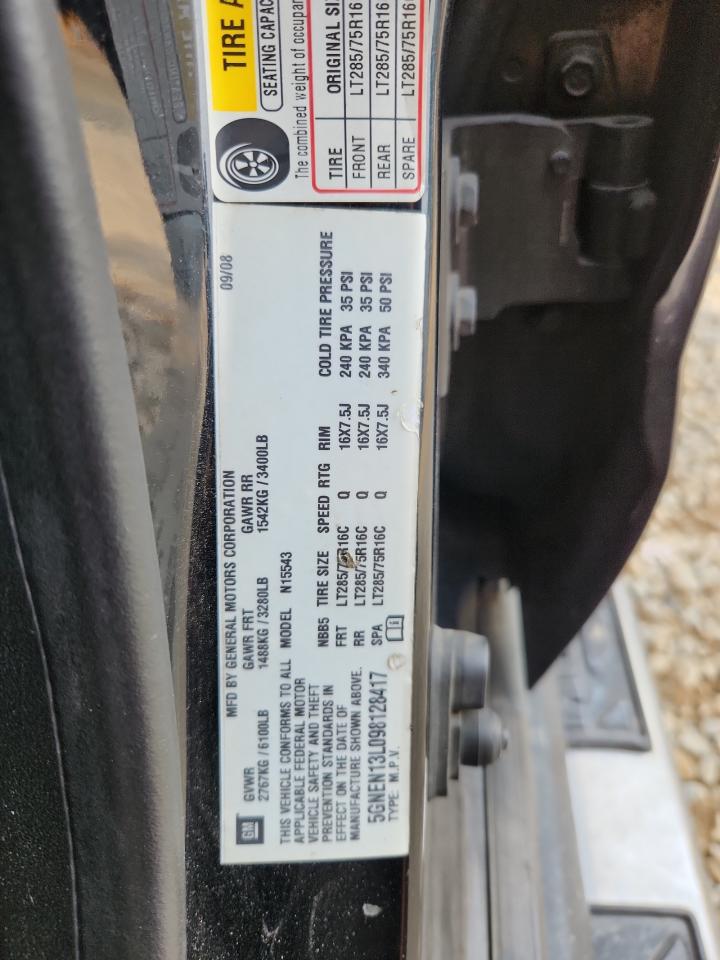 TIRE A
SEATING CAPAC
The combined weight of occupan
TIRE ORIGINAL SI
FRONT LT285/75R16
REAR LT285/75R16
SPARE LT285/75R16
09/08
MFD BY GENERAL MOTORS CORPORATION
GM GVWR GAWR FRT GAWR RR
2767KG / 6100LB 1488KG / 3280LB 1542KG / 3400LB
THIS VEHICLE CONFORMS TO ALL
APPLICABLE FEDERAL MOTOR
VEHICLE SAFETY AND THEFT
PREVENTION STANDARDS IN
EFFECT ON THE DATE OF
MANUFACTURE SHOWN ABOVE.
5GNEN13L098128417
TYPE: M.P.V.
MODEL N15543
NBB5 TIRE SIZE SPEED RTG RIM COLD TIRE PRESSURE
FRT LT285/75R16C Q 16X7.5J 240 KPA 35 PSI
RR LT285/75R16C Q 16X7.5J 240 KPA 35 PSI
SPA LT285/75R16C Q 16X7.5J 340 KPA 50 PSI